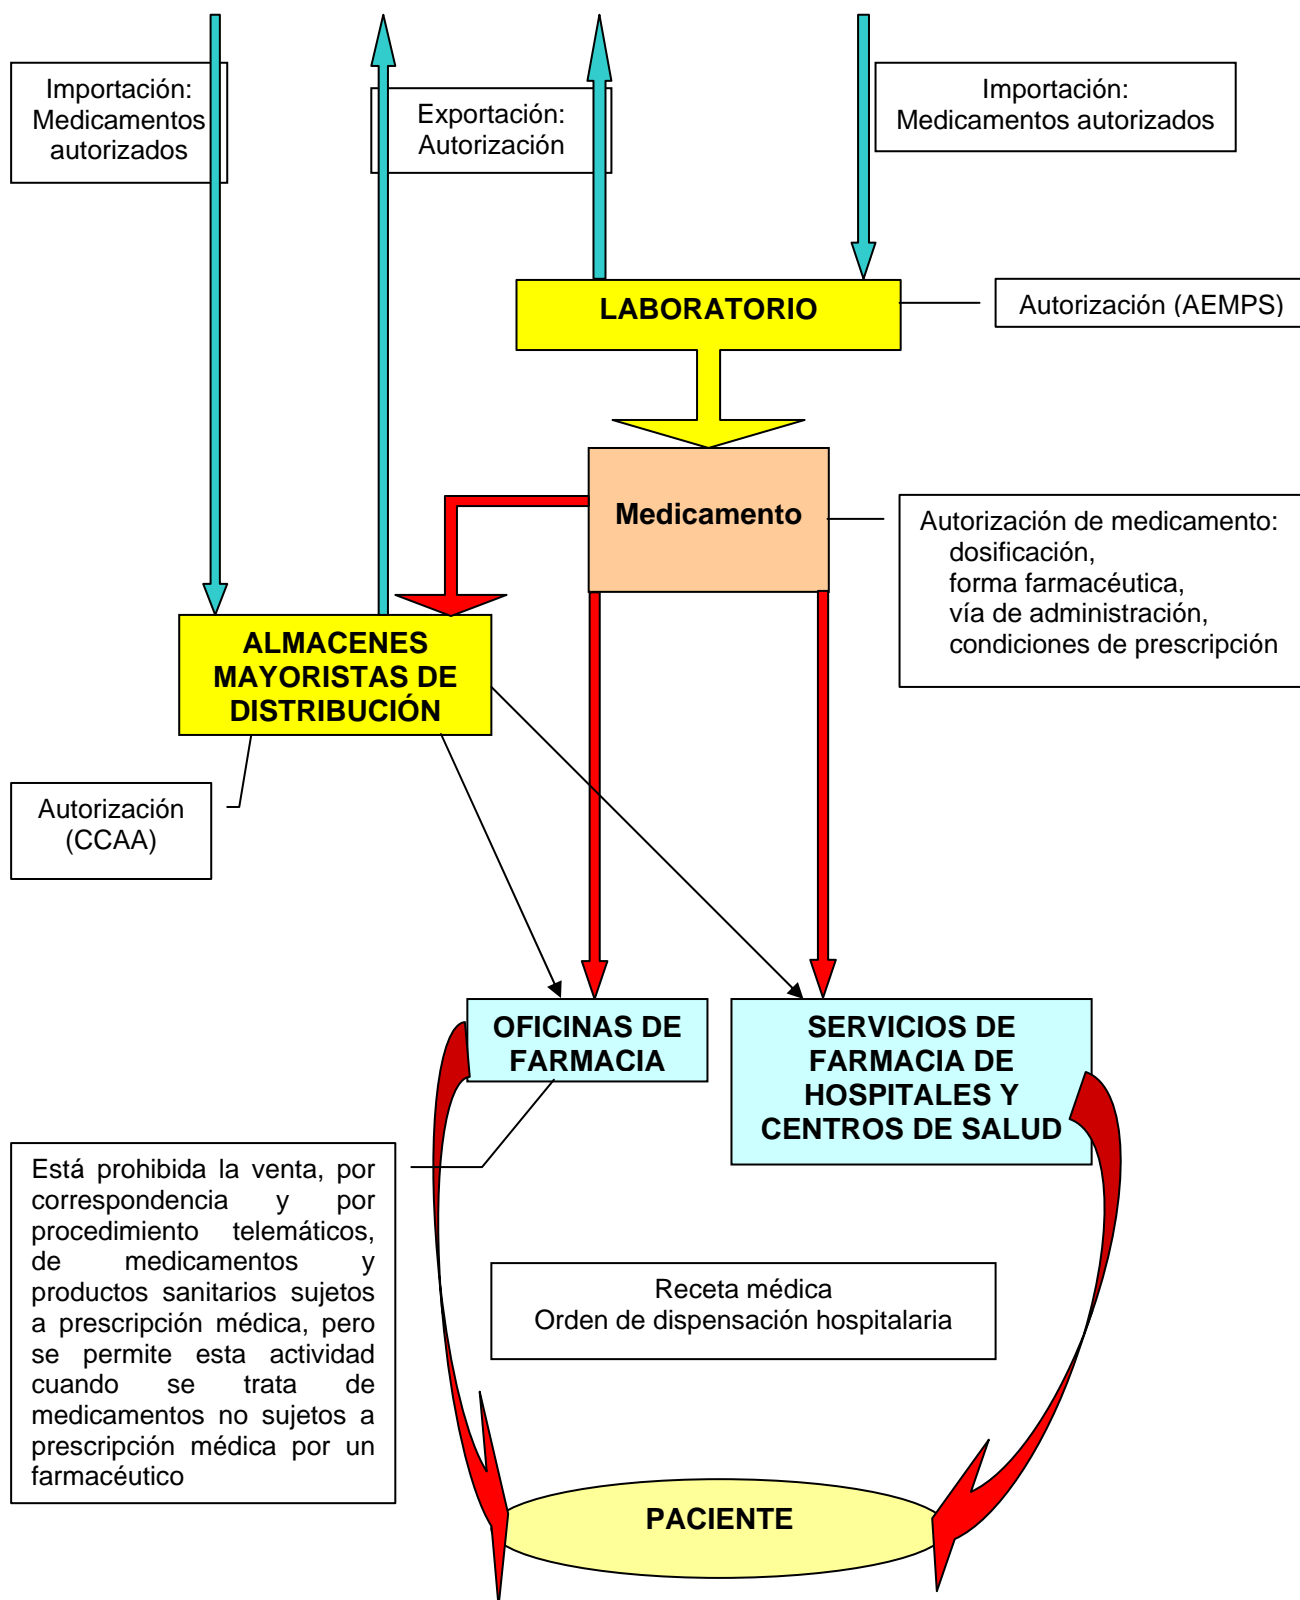 Importación:
Medicamentos
autorizados
Exportación:
Autorización
Importación:
Medicamentos autorizados
LABORATORIO
Autorización (AEMPS)
Medicamento
Autorización de medicamento:
dosificación,
forma farmacéutica,
vía de administración,
condiciones de prescripción
ALMACENES
MAYORISTAS DE
DISTRIBUCIÓN
Autorización
(CCAA)
OFICINAS DE
FARMACIA
SERVICIOS DE
FARMACIA DE
HOSPITALES Y
CENTROS DE SALUD
Está prohibida la venta, por
correspondencia y por
procedimiento telemáticos,
de medicamentos y
productos sanitarios sujetos
a prescripción médica, pero
se permite esta actividad
cuando se trata de
medicamentos no sujetos a
prescripción médica por un
farmacéutico
Receta médica
Orden de dispensación hospitalaria
PACIENTE